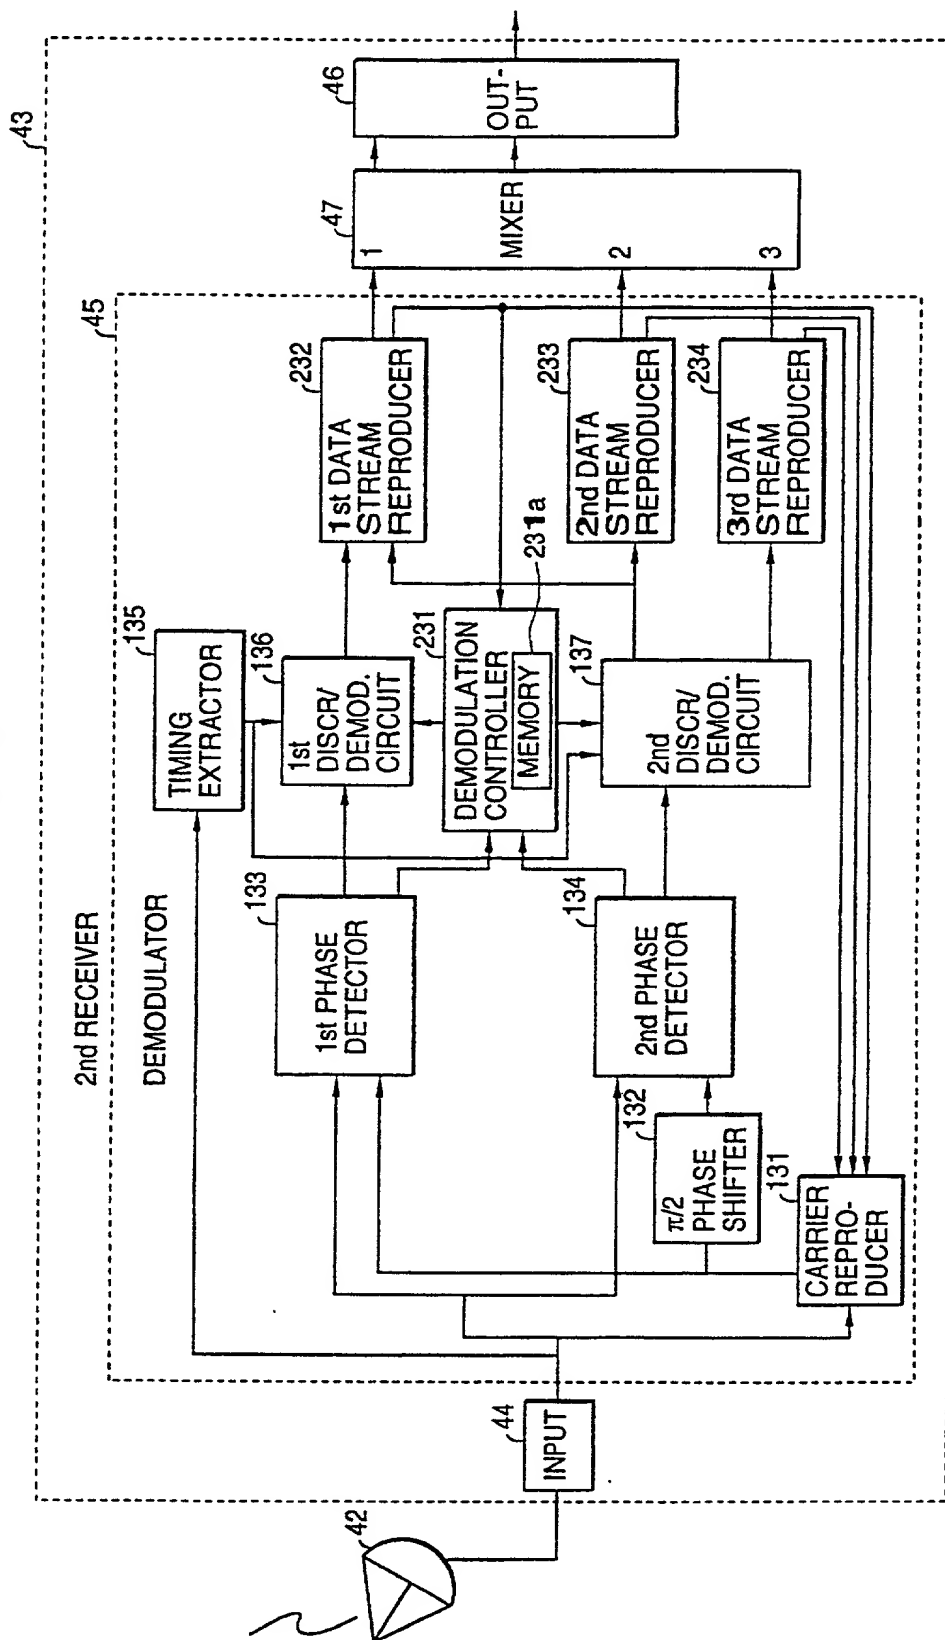 43
2nd RECEIVER
45
DEMODULATOR
42
44
INPUT
135
TIMING
EXTRACTOR
133
1st PHASE
DETECTOR
136
1st
DISCR/
DEMOD.
CIRCUIT
232
1st DATA
STREAM
REPRODUCER
231
DEMODULATION
CONTROLLER
MEMORY
231a
134
2nd PHASE
DETECTOR
137
2nd DISCR/
DEMOD.
CIRCUIT
233
2nd DATA
STREAM
REPRODUCER
234
3rd DATA
STREAM
REPRODUCER
132
π/2
PHASE
SHIFTER
131
CARRIER
REPRO-
DUCER
47
1
MIXER
2
3
46
OUT-
PUT